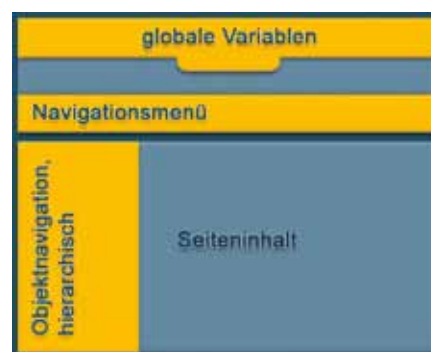 globale Variablen
Navigationsmenü
Objektnavigation,
hierarchisch
Seiteninhalt